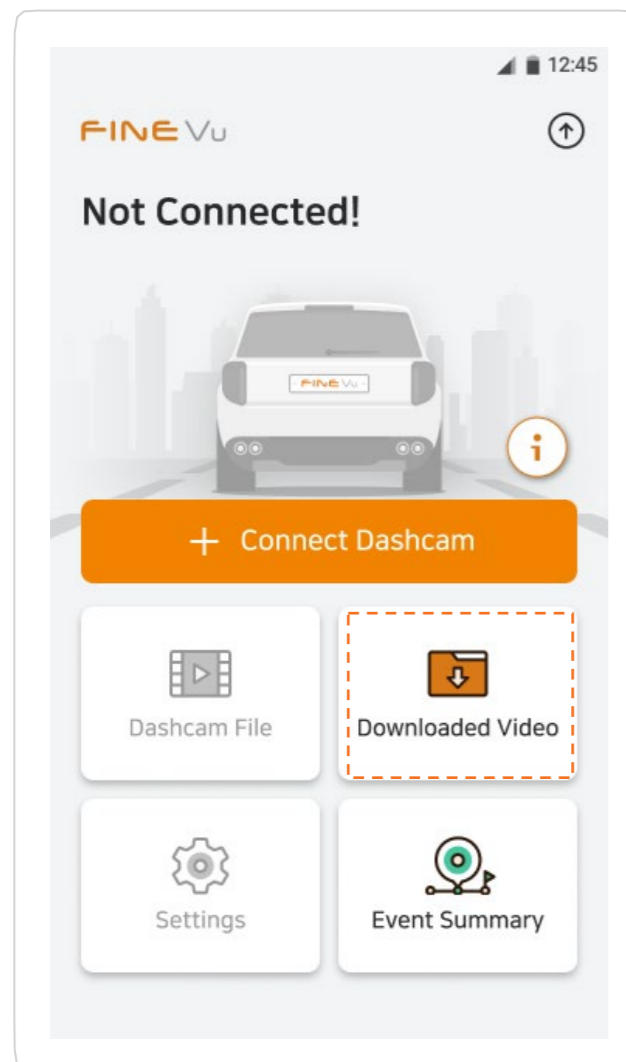 12:45
FINE Vu
Not Connected!
FINE Vu
i
+ Connect Dashcam
Dashcam File
Downloaded Video
Settings
Event Summary